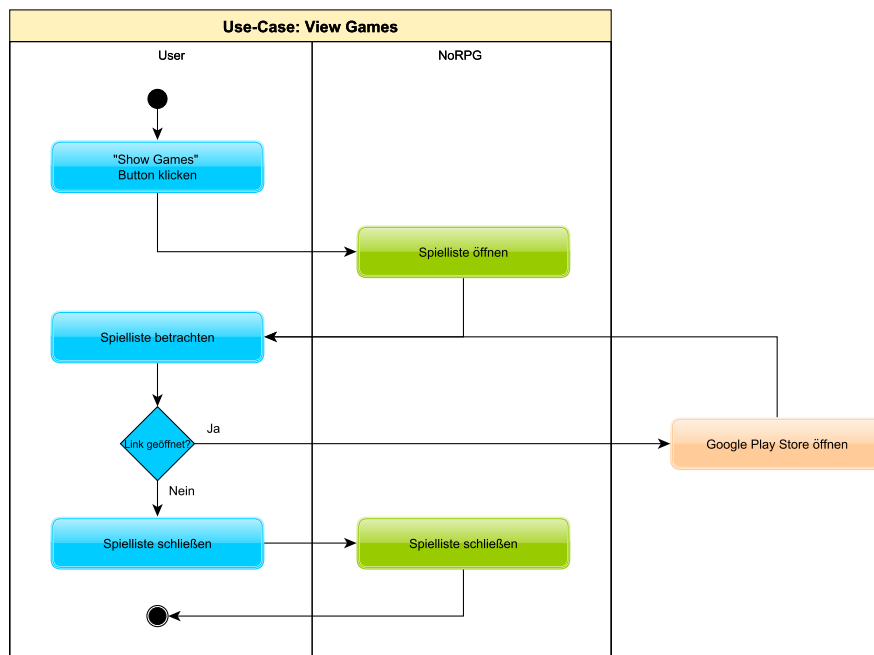 Use-Case: View Games
User
NoRPG
"Show Games"
Button klicken
Spielliste öffnen
Spielliste betrachten
Link geöffnet?
Ja
Google Play Store öffnen
Nein
Spielliste schließen
Spielliste schließen